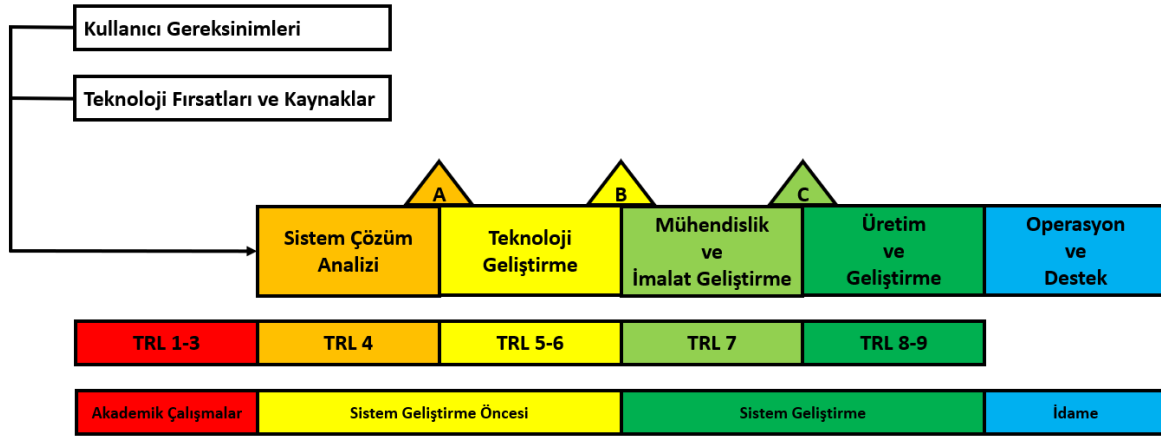 Kullanıcı Gereksinimleri
Teknoloji Fırsatları ve Kaynaklar
A
B
C
Sistem Çözüm
Analizi
Teknoloji
Geliştirme
Mühendislik
ve
İmalat Geliştirme
Üretim
ve
Geliştirme
Operasyon
ve
Destek
TRL 1-3
TRL 4
TRL 5-6
TRL 7
TRL 8-9
Akademik Çalışmalar
Sistem Geliştirme Öncesi
Sistem Geliştirme
İdame